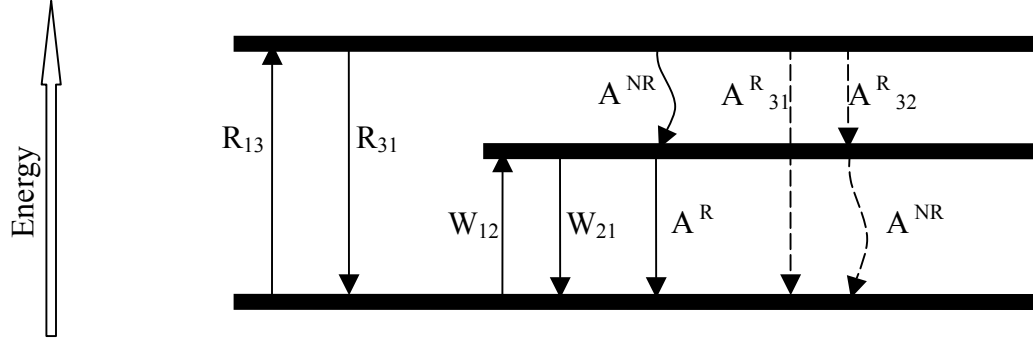 Energy
R₁₃
R₃₁
W₁₂
W₂₁
A ᴺᴿ
A ᴿ
A ᴿ ₃₁
A ᴿ ₃₂
A ᴺᴿ